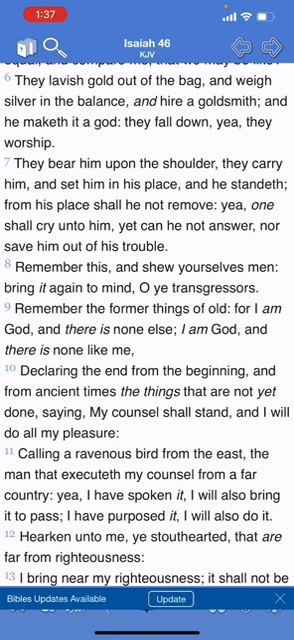 1:37
Isaiah 46
KJV
equal, and compare me, that we may be like?
6 They lavish gold out of the bag, and weigh
silver in the balance, and hire a goldsmith; and
he maketh it a god: they fall down, yea, they
worship.
7 They bear him upon the shoulder, they carry
him, and set him in his place, and he standeth;
from his place shall he not remove: yea, one
shall cry unto him, yet can he not answer, nor
save him out of his trouble.
8 Remember this, and shew yourselves men:
bring it again to mind, O ye transgressors.
9 Remember the former things of old: for I am
God, and there is none else; I am God, and
there is none like me,
10 Declaring the end from the beginning, and
from ancient times the things that are not yet
done, saying, My counsel shall stand, and I will
do all my pleasure:
11 Calling a ravenous bird from the east, the
man that executeth my counsel from a far
country: yea, I have spoken it, I will also bring
it to pass; I have purposed it, I will also do it.
12 Hearken unto me, ye stouthearted, that are
far from righteousness:
13 I bring near my righteousness; it shall not be
Bibles Updates Available
Update
X